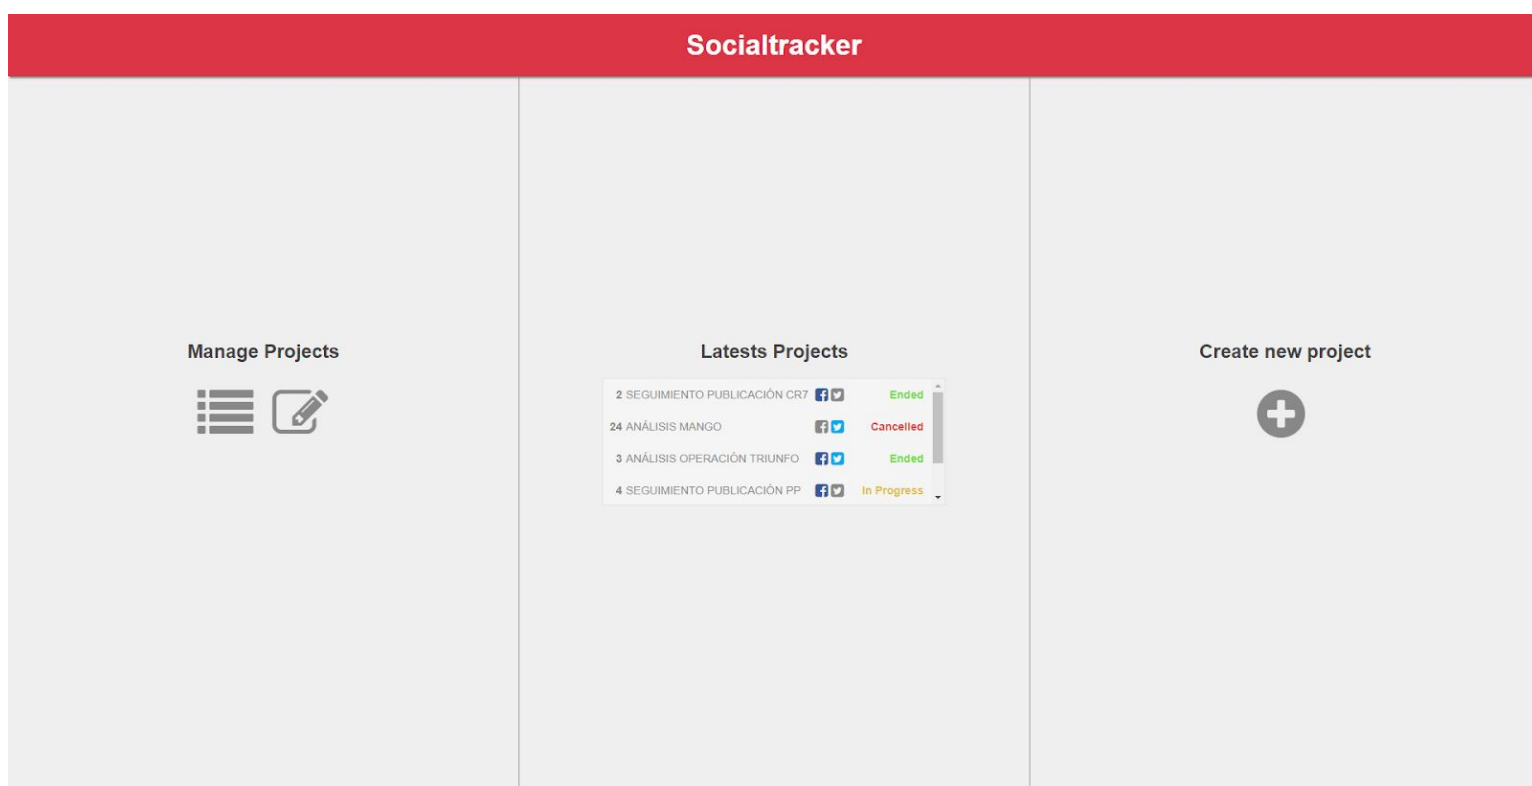 Socialtracker
Manage Projects
Latests Projects
2 SEGUIMIENTO PUBLICACIÓN CR7 Ended
24 ANÁLISIS MANGO Cancelled
3 ANÁLISIS OPERACIÓN TRIUNFO Ended
4 SEGUIMIENTO PUBLICACIÓN PP In Progress
Create new project